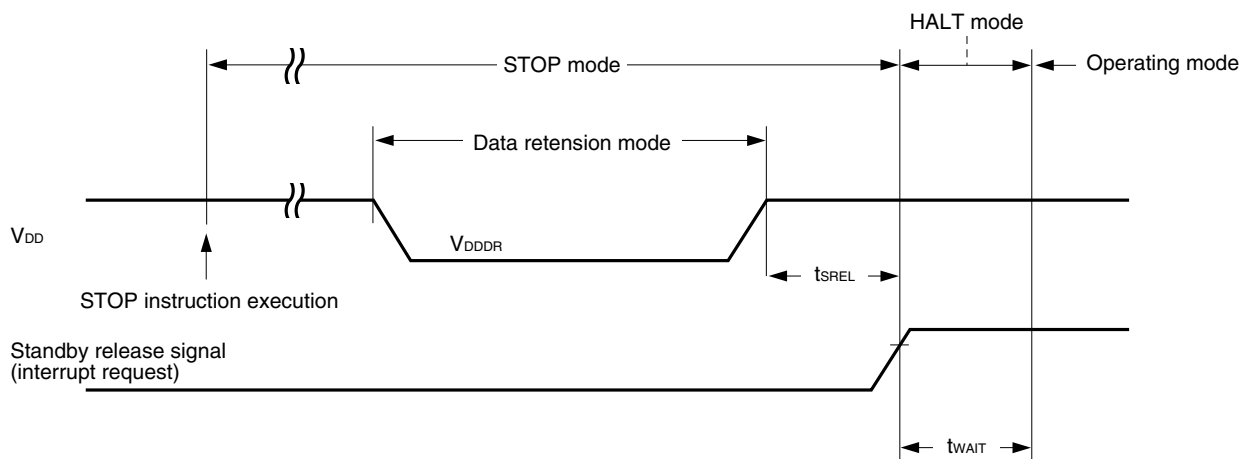 HALT mode
STOP mode
Operating mode
Data retension mode
VDD
VDDDR
tSREL
STOP instruction execution
Standby release signal
(interrupt request)
tWAIT